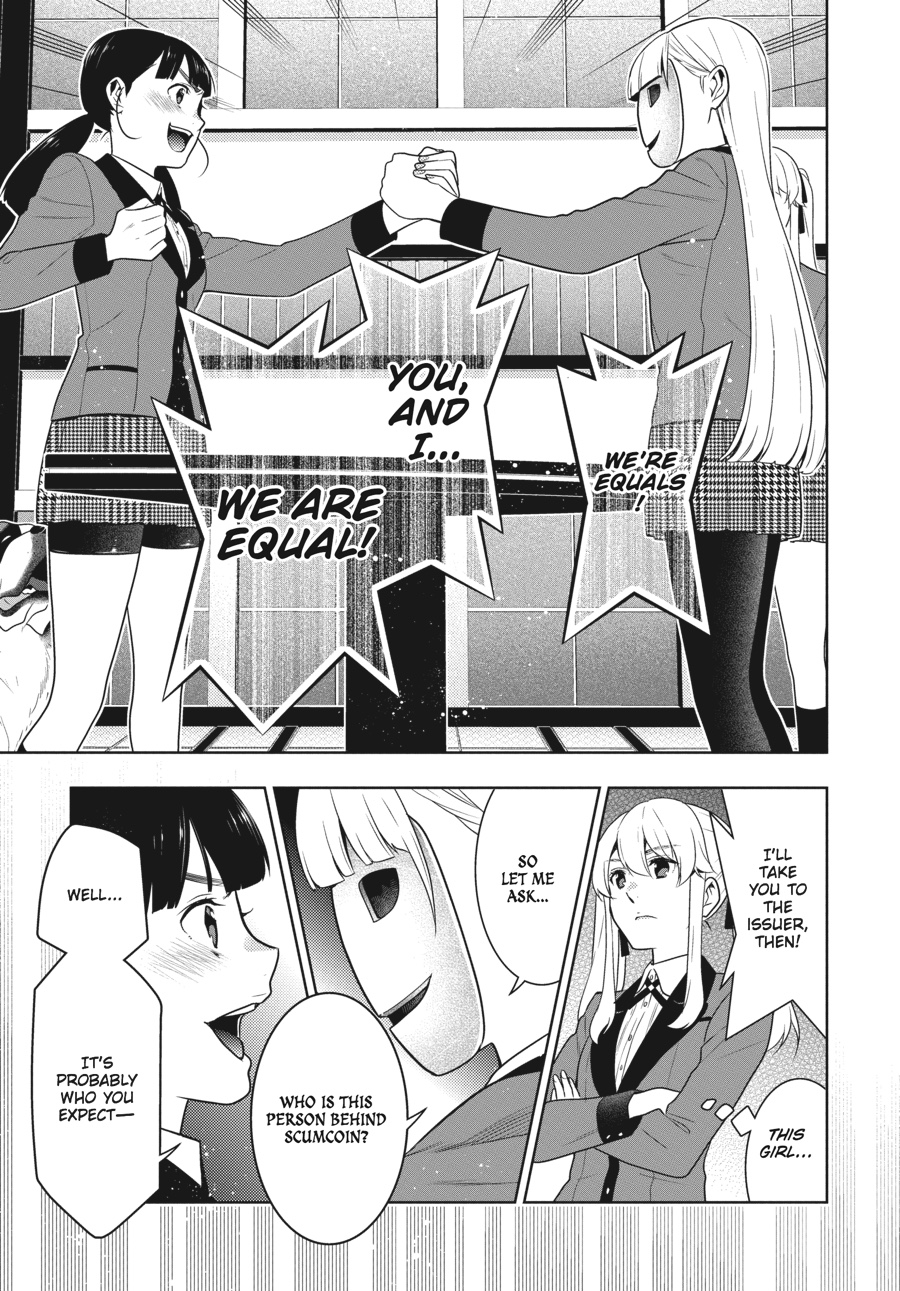 WE'RE
EQUALS
!
YOU,
AND
I...
WE ARE
EQUAL!
I'LL
TAKE
YOU TO
THE
ISSUER,
THEN!
THIS
GIRL...
SO
LET ME
ASK...
WHO IS THIS
PERSON BEHIND
SCUMCOIN?
WELL...
IT'S
PROBABLY
WHO YOU
EXPECT—